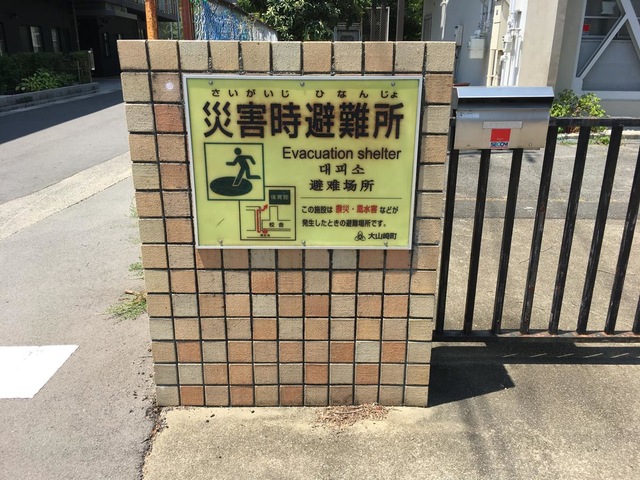 さいがいじ ひなんじょ
災害時避難所
Evacuation shelter
대피소
避难场所
体育館
校舎
この施設は 震災・風水害 などが
発生したときの避難場所です。
大山崎町
SECOM